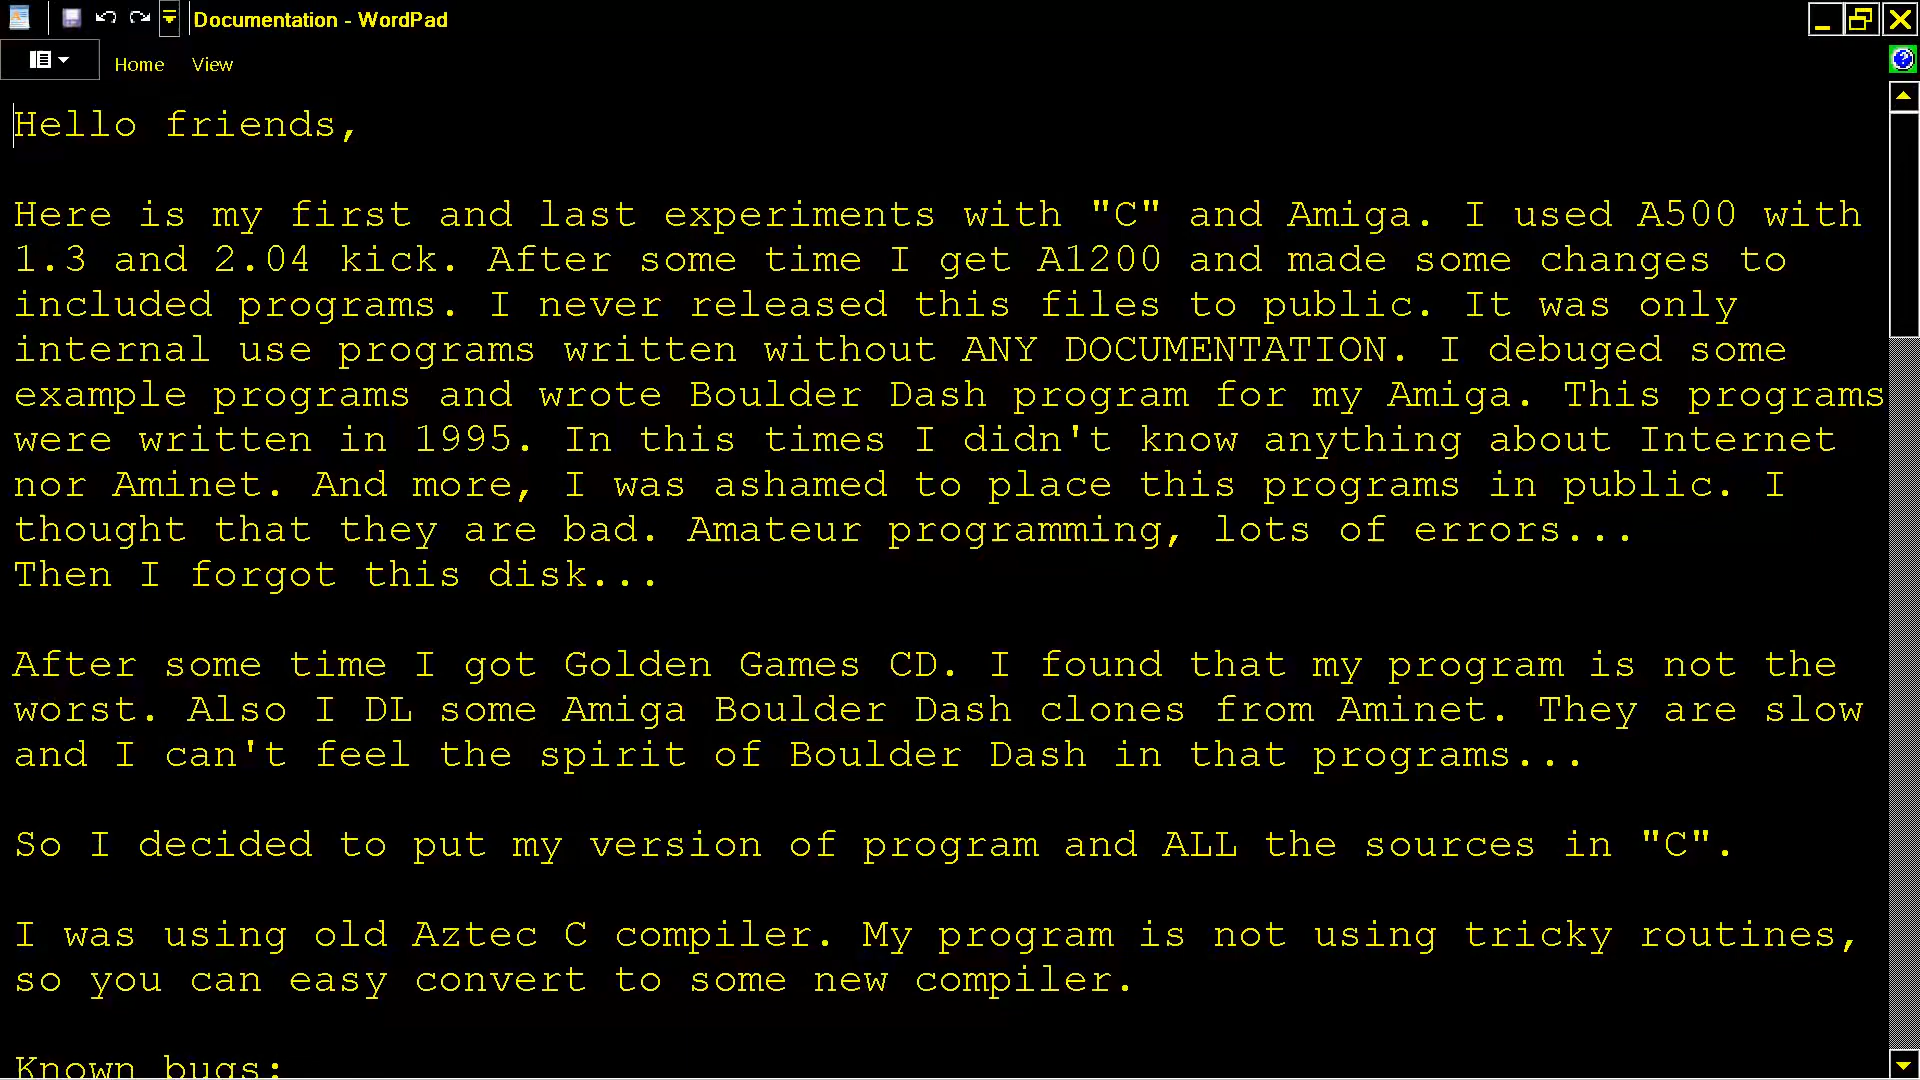 Documentation - WordPad
Home View
Hello friends,
Here is my first and last experiments with "C" and Amiga. I used A500 with
1.3 and 2.04 kick. After some time I get A1200 and made some changes to
included programs. I never released this files to public. It was only
internal use programs written without ANY DOCUMENTATION. I debuged some
example programs and wrote Boulder Dash program for my Amiga. This programs
were written in 1995. In this times I didn't know anything about Internet
nor Aminet. And more, I was ashamed to place this programs in public. I
thought that they are bad. Amateur programming, lots of errors...
Then I forgot this disk...
After some time I got Golden Games CD. I found that my program is not the
worst. Also I DL some Amiga Boulder Dash clones from Aminet. They are slow
and I can't feel the spirit of Boulder Dash in that programs...
So I decided to put my version of program and ALL the sources in "C".
I was using old Aztec C compiler. My program is not using tricky routines,
so you can easy convert to some new compiler.
Known bugs: